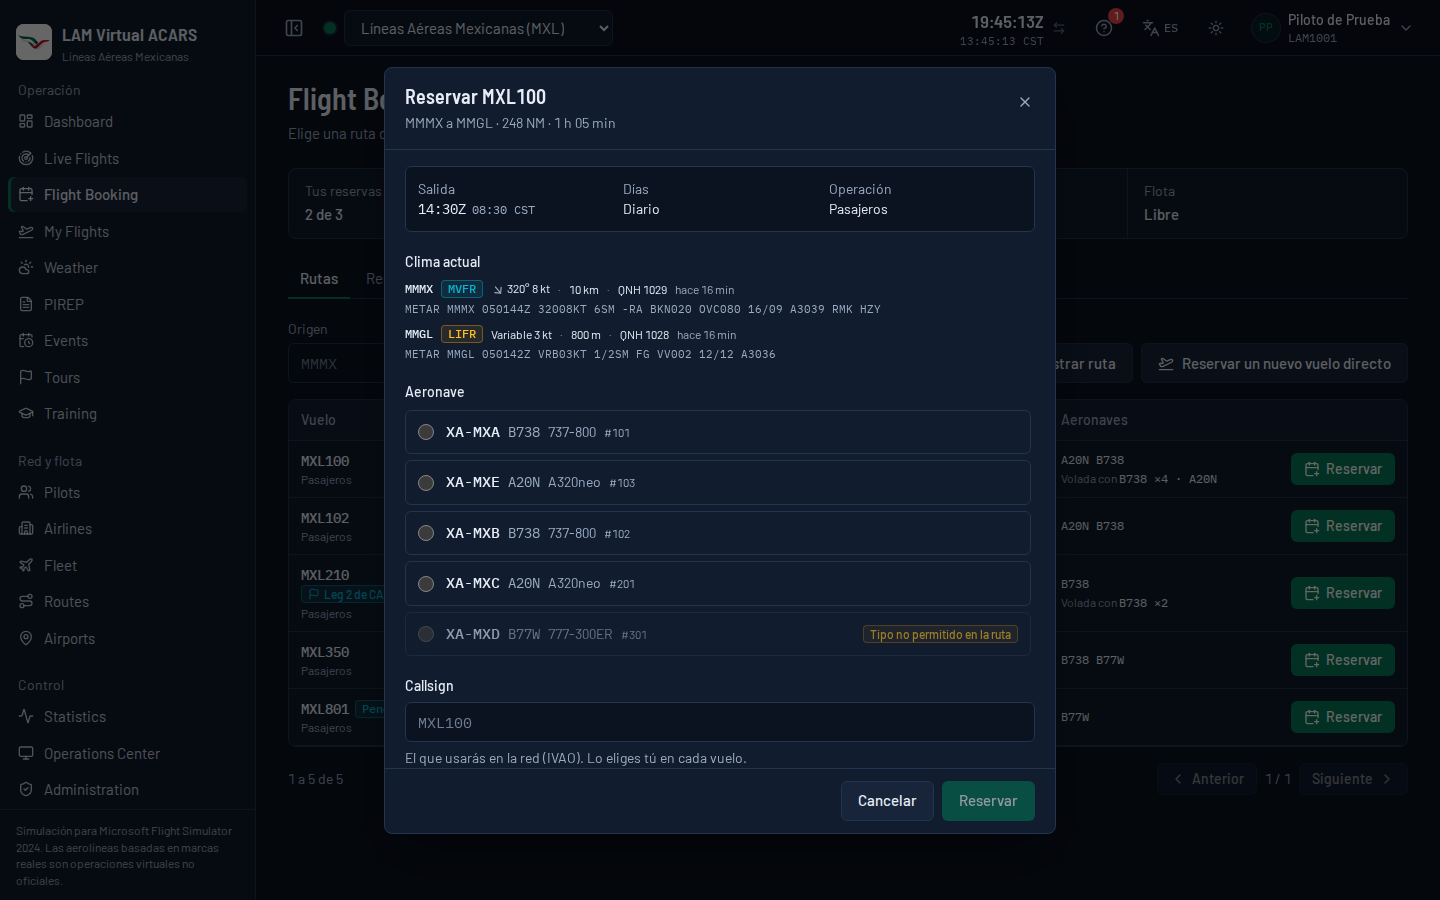 LAM Virtual ACARS
Líneas Aéreas Mexicanas
Operación
Dashboard
Live Flights
Flight Booking
My Flights
Weather
PIREP
Events
Tours
Training
Red y flota
Pilots
Airlines
Fleet
Routes
Airports
Control
Statistics
Operations Center
Administration
Simulación para Microsoft Flight Simulator
2024. Las aerolíneas basadas en marcas
reales son operaciones virtuales no
oficiales.
Líneas Aéreas Mexicanas (MXL)
19:45:13Z
13:45:13 CST
1
ES
PP
Piloto de Prueba
LAM1001
Flight Bo
Elige una ruta
Tus reservas
2 de 3
Flota
Libre
Rutas
Re
Origen
MMMX
strar ruta
Reservar un nuevo vuelo directo
Vuelo
Aeronaves
MXL100
Pasajeros
A20N B738
Volada con B738 ×4 · A20N
Reservar
MXL102
Pasajeros
A20N B738
Reservar
MXL210
Leg 2 de CA
Pasajeros
B738
Volada con B738 ×2
Reservar
MXL350
Pasajeros
B738 B77W
Reservar
MXL801
Pen
Pasajeros
B77W
Reservar
1 a 5 de 5
Anterior
1 / 1
Siguiente
Reservar MXL100
MMMX a MMGL · 248 NM · 1 h 05 min
Salida
14:30Z 08:30 CST
Días
Diario
Operación
Pasajeros
Clima actual
MMMX MVFR ↘ 320° 8 kt · 10 km · QNH 1029 hace 16 min
METAR MMMX 050144Z 32008KT 6SM -RA BKN020 OVC080 16/09 A3039 RMK HZY
MMGL LIFR Variable 3 kt · 800 m · QNH 1028 hace 16 min
METAR MMGL 050142Z VRB03KT 1/2SM FG VV002 12/12 A3036
Aeronave
XA-MXA B738 737-800 #101
XA-MXE A20N A320neo #103
XA-MXB B738 737-800 #102
XA-MXC A20N A320neo #201
XA-MXD B77W 777-300ER #301 Tipo no permitido en la ruta
Callsign
MXL100
El que usarás en la red (IVAO). Lo eliges tú en cada vuelo.
Cancelar
Reservar